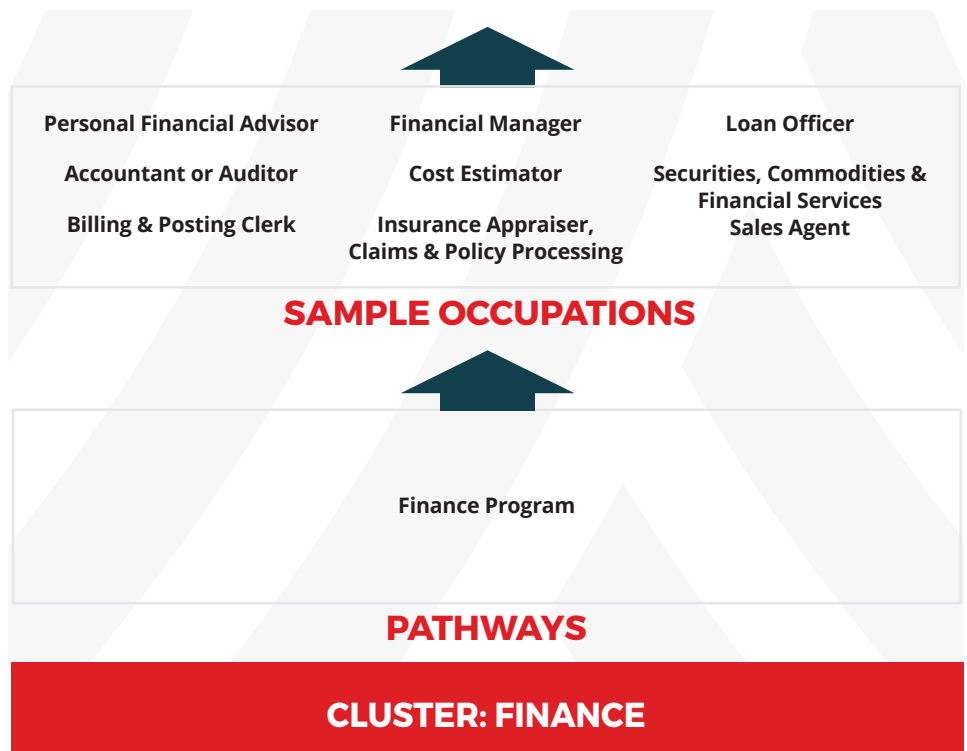 Personal Financial Advisor
Accountant or Auditor
Billing & Posting Clerk
Financial Manager
Cost Estimator
Insurance Appraiser,
Claims & Policy Processing
Loan Officer
Securities, Commodities &
Financial Services
Sales Agent
SAMPLE OCCUPATIONS
Finance Program
PATHWAYS
CLUSTER: FINANCE